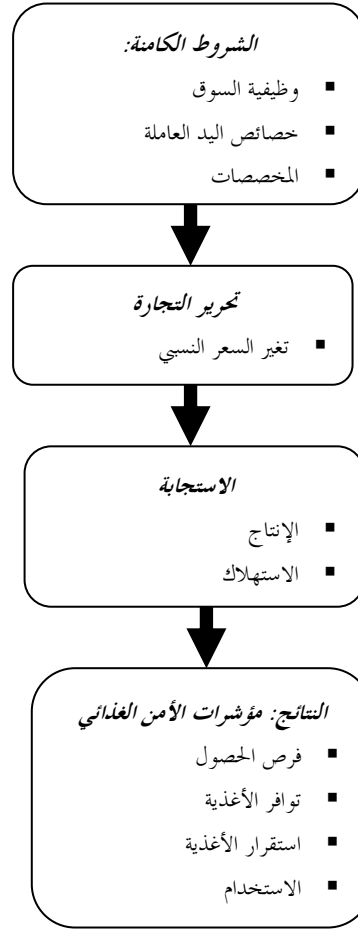 الشروط الكامنة:
▪ وظيفية السوق
▪ خصائص اليد العاملة
▪ المخصصات
تحرير التجارة
▪ تغير السعر النسبي
الاستجابة
▪ الإنتاج
▪ الاستهلاك
النتائج: مؤشرات الأمن الغذائي
▪ فرص الحصول
▪ توافر الأغذية
▪ استقرار الأغذية
▪ الاستخدام